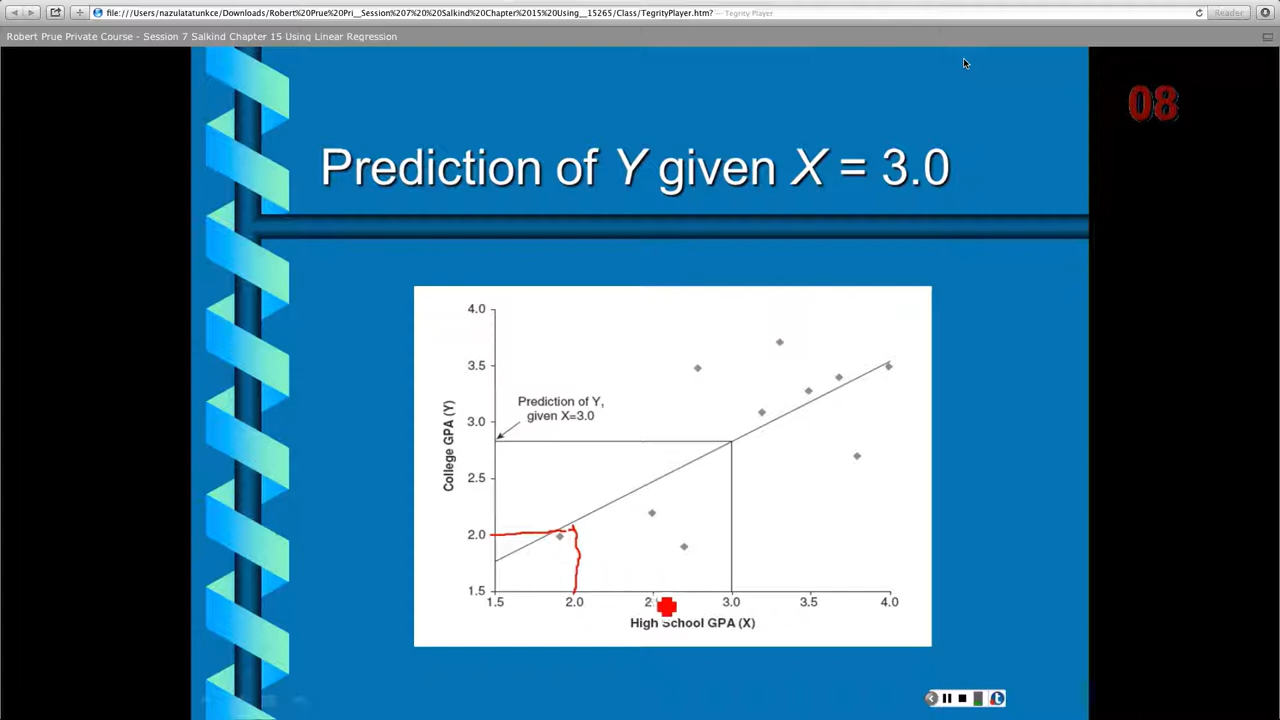 file:///Users/nazulatatunkce/Downloads/Robert%20Prue%20Pri__Session%207%20%20Salkind%20Chapter%2015%20Using__15265/Class/TegrityPlayer.htm? – Tegrity Player
Reader
Robert Prue Private Course - Session 7 Salkind Chapter 15 Using Linear Regression
08
Prediction of Y given X = 3.0
4.0
3.5
3.0
2.5
2.0
1.5
College GPA (Y)
Prediction of Y,
given X=3.0
1.5 2.0 3.0 3.5 4.0
High School GPA (X)
t